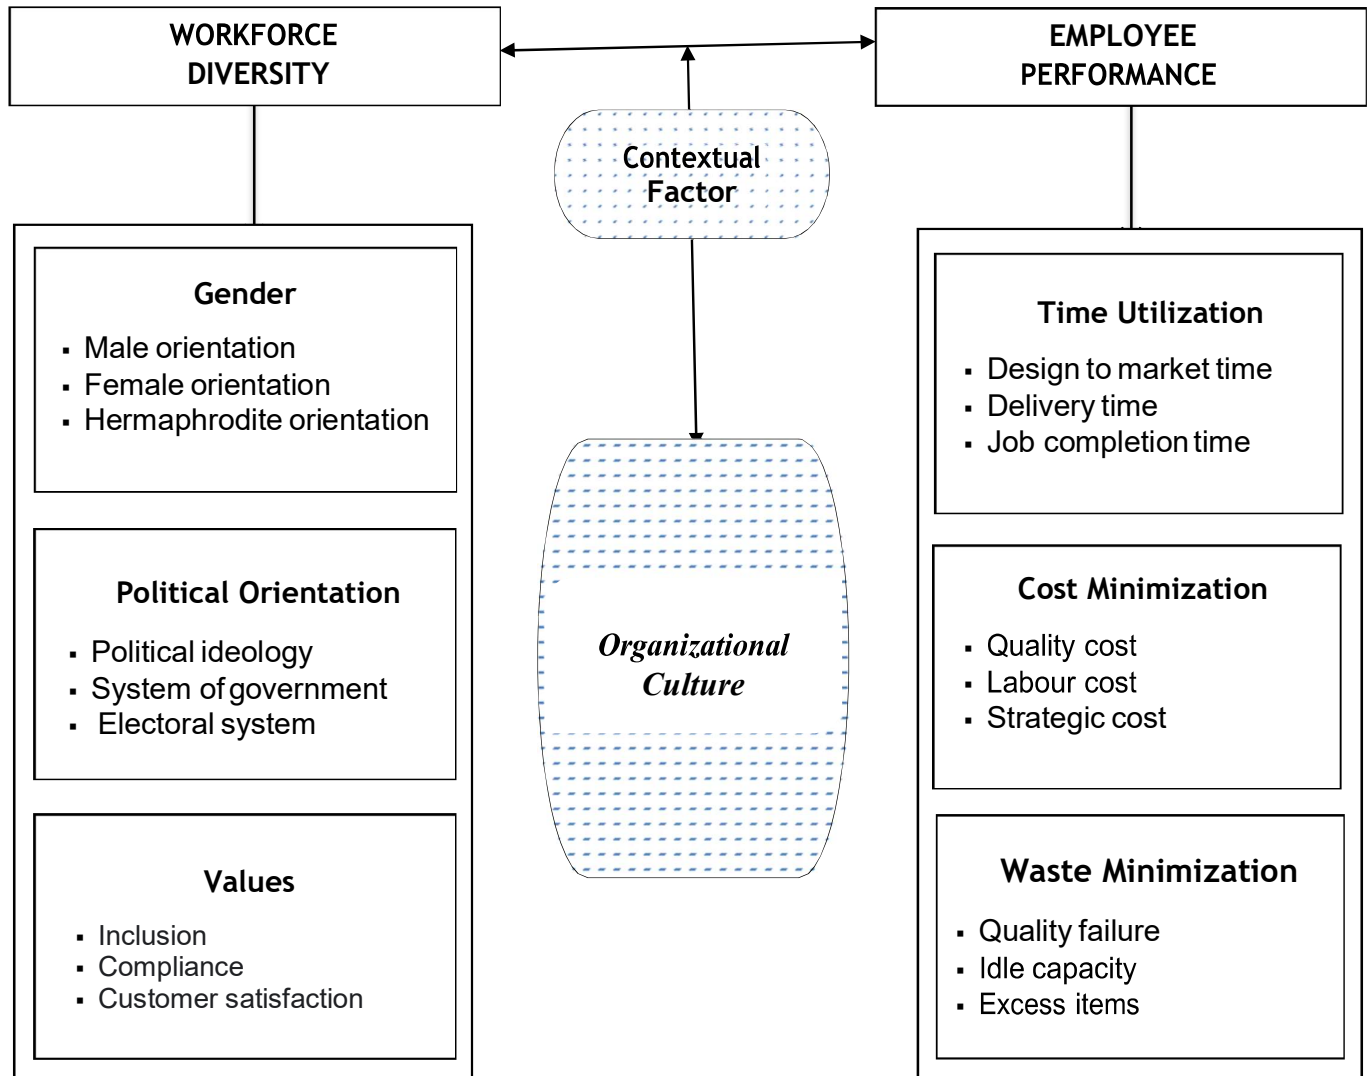 WORKFORCE
DIVERSITY
EMPLOYEE
PERFORMANCE
Contextual
Factor
Gender
▪ Male orientation
▪ Female orientation
▪ Hermaphrodite orientation
Political Orientation
▪ Political ideology
▪ System of government
▪ Electoral system
Values
▪ Inclusion
▪ Compliance
▪ Customer satisfaction
Organizational
Culture
Time Utilization
▪ Design to market time
▪ Delivery time
▪ Job completion time
Cost Minimization
▪ Quality cost
▪ Labour cost
▪ Strategic cost
Waste Minimization
▪ Quality failure
▪ Idle capacity
▪ Excess items